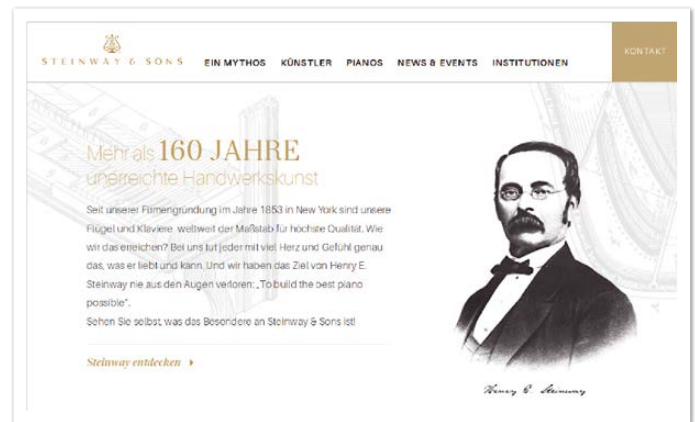 STEINWAY & SONS
EIN MYTHOS KÜNSTLER PIANOS NEWS & EVENTS INSTITUTIONEN
KONTAKT
Mehr als 160 JAHRE
unerreichte Handwerkskunst
Seit unserer Firmengründung im Jahre 1853 in New York sind unsere
Flügel und Klaviere weltweit der Maßstab für höchste Qualität. Wie
wir das erreichen? Bei uns tut jeder mit viel Herz und Gefühl genau
das, was er liebt und kann. Und wir haben das Ziel von Henry E.
Steinway nie aus den Augen verloren: „To build the best piano
possible“.
Sehen Sie selbst, was das Besondere an Steinway & Sons ist!
Steinway entdecken
Henry E. Steinway